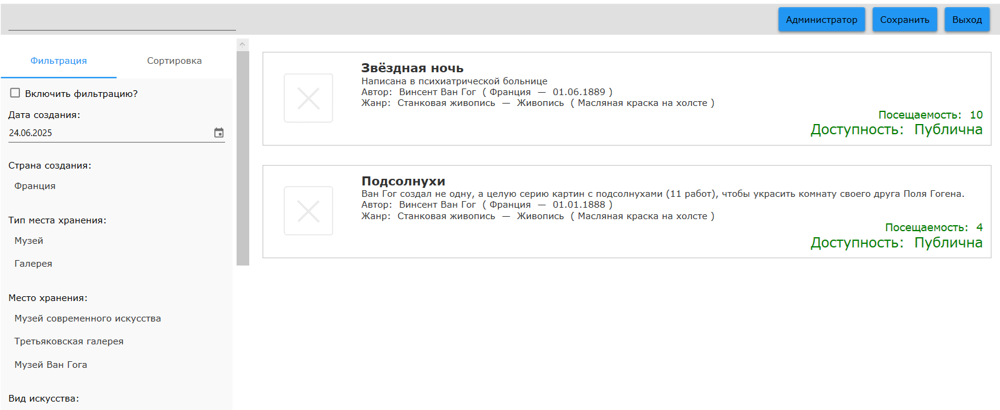 Администратор
Сохранить
Выход
Фильтрация
Сортировка
Включить фильтрацию?
Дата создания:
24.06.2025
Страна создания:
Франция
Тип места хранения:
Музей
Галерея
Место хранения:
Музей современного искусства
Третьяковская галерея
Музей Ван Гога
Вид искусства:
Звёздная ночь
Написана в психиатрической больнице
Автор: Винсент Ван Гог ( Франция — 01.06.1889 )
Жанр: Станковая живопись — Живопись ( Масляная краска на холсте )
Посещаемость: 10
Доступность: Публична
Подсолнухи
Ван Гог создал не одну, а целую серию картин с подсолнухами (11 работ), чтобы украсить комнату своего друга Поля Гогена.
Автор: Винсент Ван Гог ( Франция — 01.01.1888 )
Жанр: Станковая живопись — Живопись ( Масляная краска на холсте )
Посещаемость: 4
Доступность: Публична